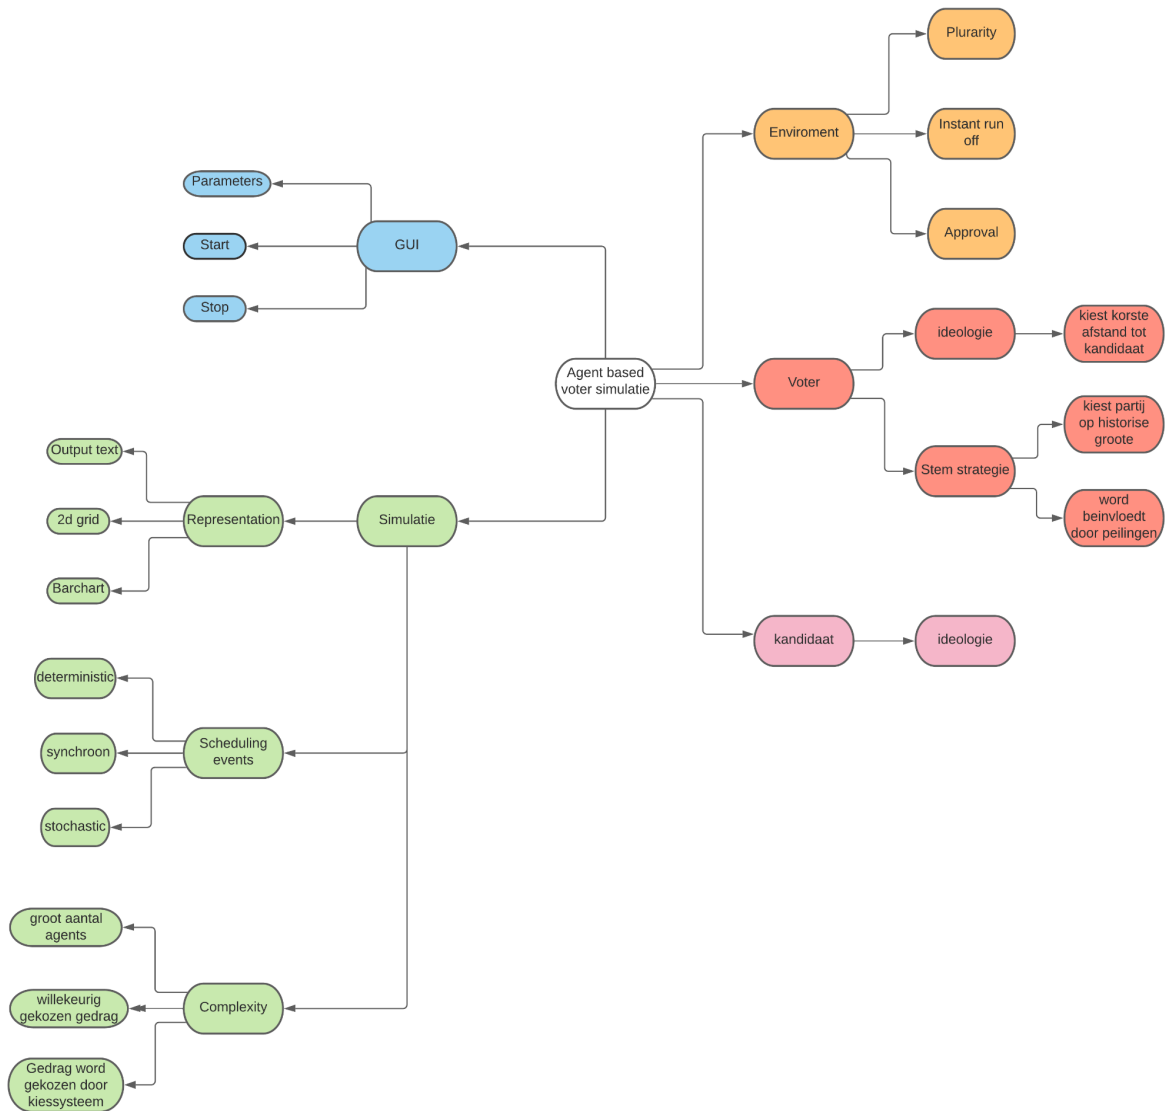 Plurarity
Enviroment
Instant run
off
Approval
Parameters
GUI
Start
Stop
Agent based
voter simulatie
Voter
ideologie
kiest korste
afstand tot
kandidaat
Stem strategie
kiest partij
op historise
groote
word
beinvloedt
door peilingen
kandidaat
ideologie
Simulatie
Representation
Output text
2d grid
Barchart
Scheduling
events
deterministic
synchroon
stochastic
Complexity
groot aantal
agents
willekeurig
gekozen gedrag
Gedrag word
gekozen door
kiessysteem